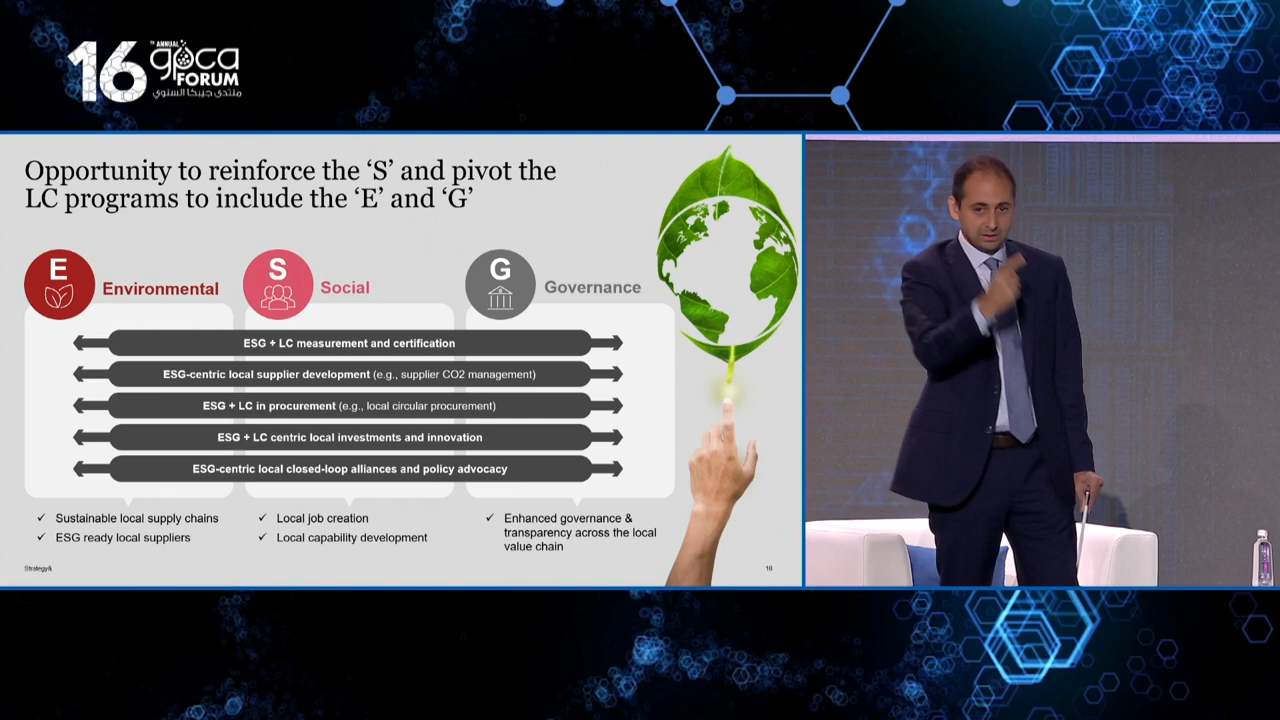 16
TH ANNUAL
gpca
FORUM
منتدى جيبكا السنوي
Opportunity to reinforce the ‘S’ and pivot the
LC programs to include the ‘E’ and ‘G’
E
Environmental
S
Social
G
Governance
ESG + LC measurement and certification
ESG-centric local supplier development (e.g., supplier CO2 management)
ESG + LC in procurement (e.g., local circular procurement)
ESG + LC centric local investments and innovation
ESG-centric local closed-loop alliances and policy advocacy
✓ Sustainable local supply chains
✓ ESG ready local suppliers
✓ Local job creation
✓ Local capability development
✓ Enhanced governance &
transparency across the local
value chain
Strategy&
16